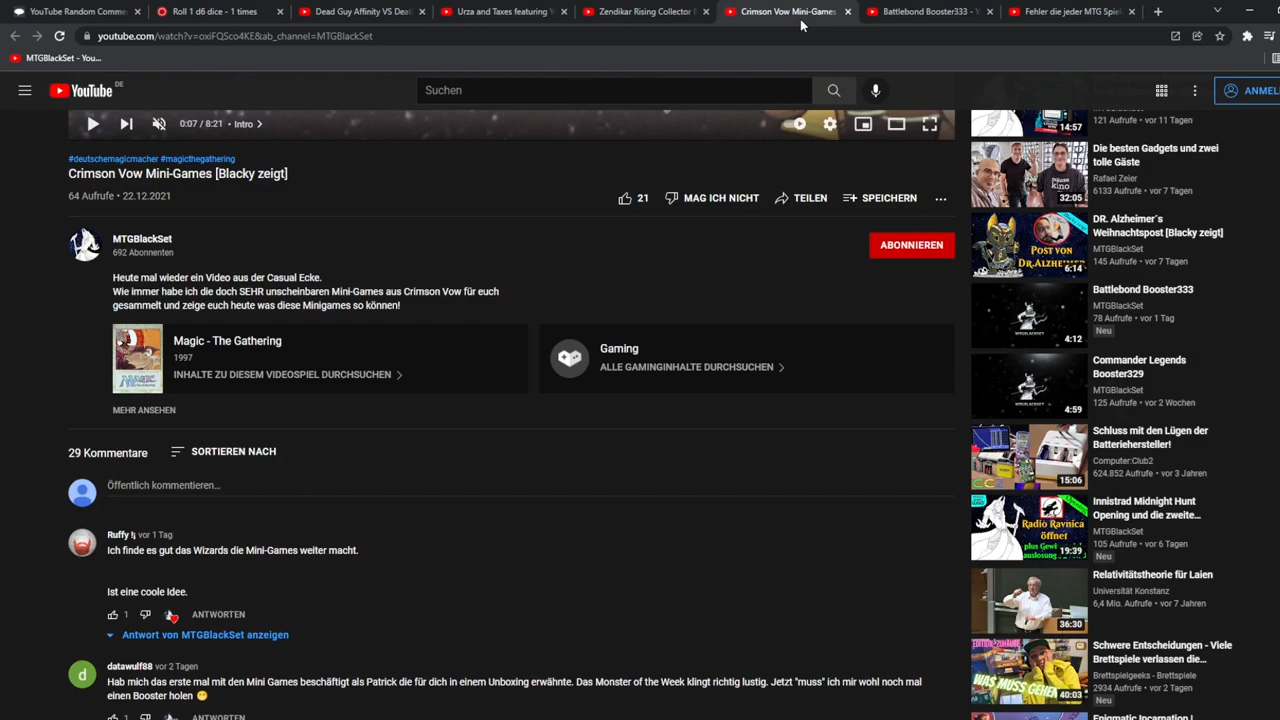 YouTube Random Comme
Roll 1 d6 dice - 1 times
Dead Guy Affinity VS Deat
Urza and Taxes featuring
Zendikar Rising Collector
Crimson Vow Mini-Games
Battlebond Booster333 -
Fehler die jeder MTG Spiel
youtube.com/watch?v=oxiFQSco4KE&ab_channel=MTGBlackSet
MTGBlackSet - You...
YouTube DE
Suchen
ANMEL
0:07 / 8:21 • Intro
#deutschemagicmacher #magicthegathering
Crimson Vow Mini-Games [Blacky zeigt]
64 Aufrufe • 22.12.2021
21
MAG ICH NICHT
TEILEN
SPEICHERN
MTGBlackSet
692 Abonnenten
ABONNIEREN
Heute mal wieder ein Video aus der Casual Ecke.
Wie immer habe ich die doch SEHR unscheinbaren Mini-Games aus Crimson Vow für euch
gesammelt und zeige euch heute was diese Minigames so können!
Magic - The Gathering
1997
INHALTE ZU DIESEM VIDEOSPIEL DURCHSUCHEN
Gaming
ALLE GAMINGINHALTE DURCHSUCHEN
MEHR ANSEHEN
29 Kommentare
SORTIEREN NACH
Öffentlich kommentieren...
Ruffy !¡ vor 1 Tag
Ich finde es gut das Wizards die Mini-Games weiter macht.
Ist eine coole Idee.
1
ANTWORTEN
Antwort von MTGBlackSet anzeigen
d
datawulf88 vor 2 Tagen
Hab mich das erste mal mit den Mini Games beschäftigt als Patrick die für dich in einem Unboxing erwähnte. Das Monster of the Week klingt richtig lustig. Jetzt "muss" ich mir wohl noch mal
einen Booster holen 😁
1
ANTWORTEN
121 Aufrufe • vor 11 Tagen
14:57
Die besten Gadgets und zwei
tolle Gäste
Rafael Zeier
6133 Aufrufe • vor 7 Tagen
kino
32:05
DR. Alzheimer´s
Weihnachtspost [Blacky zeigt]
MTGBlackSet
145 Aufrufe • vor 7 Tagen
POST VON
DR.ALZHEIMER
6:14
Battlebond Booster333
MTGBlackSet
78 Aufrufe • vor 1 Tag
Neu
MTGBLACKSET
4:12
Commander Legends
Booster329
MTGBlackSet
125 Aufrufe • vor 2 Wochen
MTGBLACKSET
4:59
Schluss mit den Lügen der
Batteriehersteller!
Computer:Club2
624.852 Aufrufe • vor 3 Jahren
15:06
Innistrad Midnight Hunt
Opening und die zweite...
MTGBlackSet
105 Aufrufe • vor 6 Tagen
Neu
Radio Ravnica
öffnet
19:39
Relativitätstheorie für Laien
Universität Konstanz
6,4 Mio. Aufrufe • vor 7 Jahren
36:30
Schwere Entscheidungen - Viele
Brettspiele verlassen die...
Brettspielgeeks - Brettspiele
2934 Aufrufe • vor 2 Tagen
Neu
WAS MUSS GEHEN
40:03
Enigmatic Incarnation |